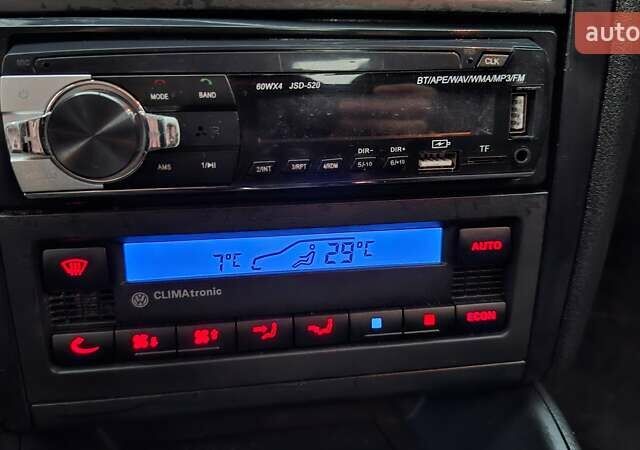 auto
MIC
CLK
60WX4 JSD-520
BT/APE/WAV/WMA/MP3/FM
MODE BAND
AMS 1/▶||
2/INT 3/RPT 4/RDM
DIR- DIR+
5/-10 6/+10
TF
7°C 29°C
AUTO
CLIMAtronic
ECON